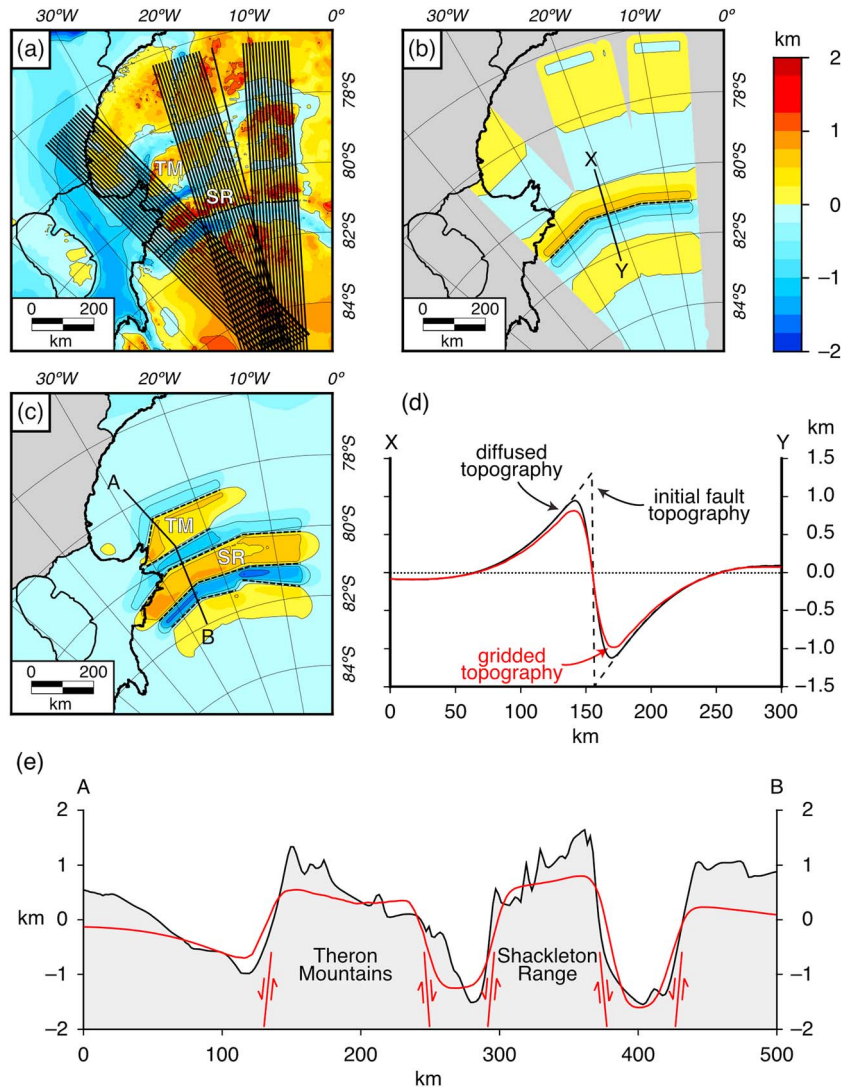 30ºW 20ºW 10ºW 0º
(a)
TM
SR
78ºS
80ºS
82ºS
84ºS
0 200
km
30ºW 20ºW 10ºW 0º
(b)
X
Y
78ºS
80ºS
82ºS
84ºS
0 200
km
km
2
1
0
−1
−2
30ºW 20ºW 10ºW 0º
(c)
A
TM
SR
B
78ºS
80ºS
82ºS
84ºS
0 200
km
(d)
X Y
km
diffused
topography
initial fault
topography
gridded
topography
1.5
1.0
0.5
0.0
−0.5
−1.0
−1.5
0 50 100 150 200 250 300
km
(e)
A B
2 2
1 1
km 0 0 km
−1 −1
−2 −2
Theron
Mountains
Shackleton
Range
0 100 200 300 400 500
km